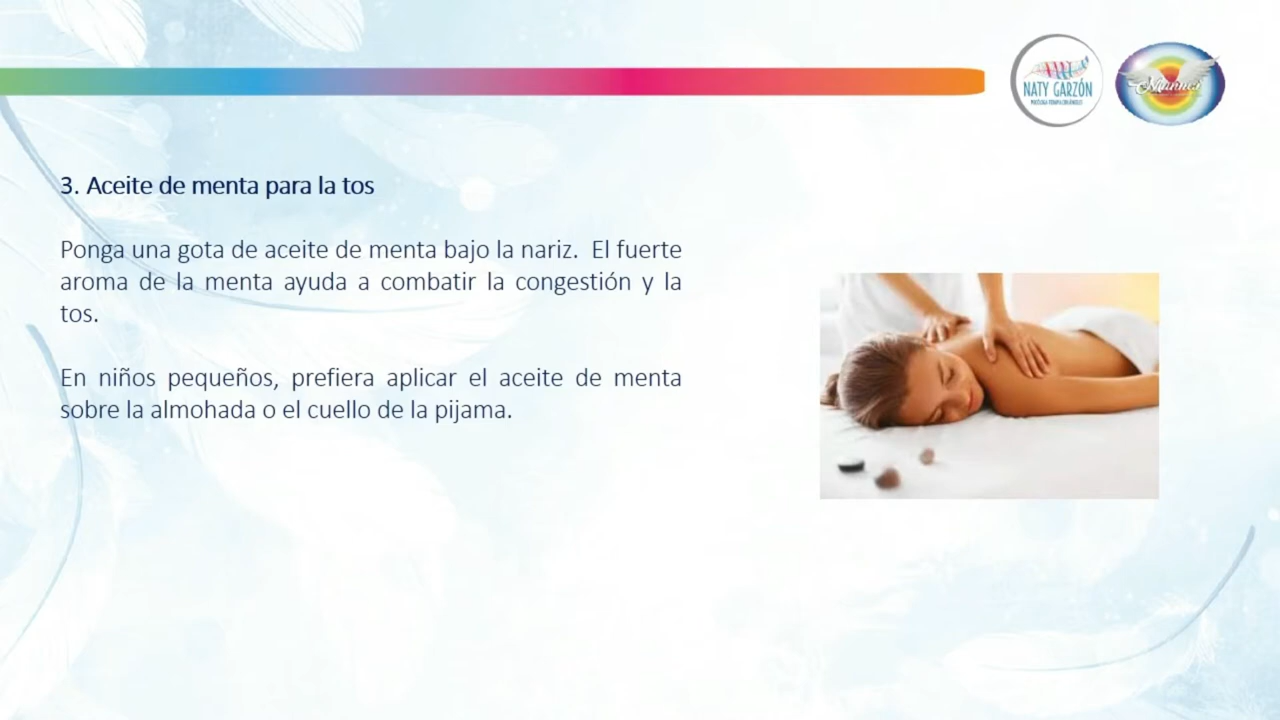 NATY GARZÓN
3. Aceite de menta para la tos
Ponga una gota de aceite de menta bajo la nariz. El fuerte
aroma de la menta ayuda a combatir la congestión y la
tos.
En niños pequeños, prefiera aplicar el aceite de menta
sobre la almohada o el cuello de la pijama.